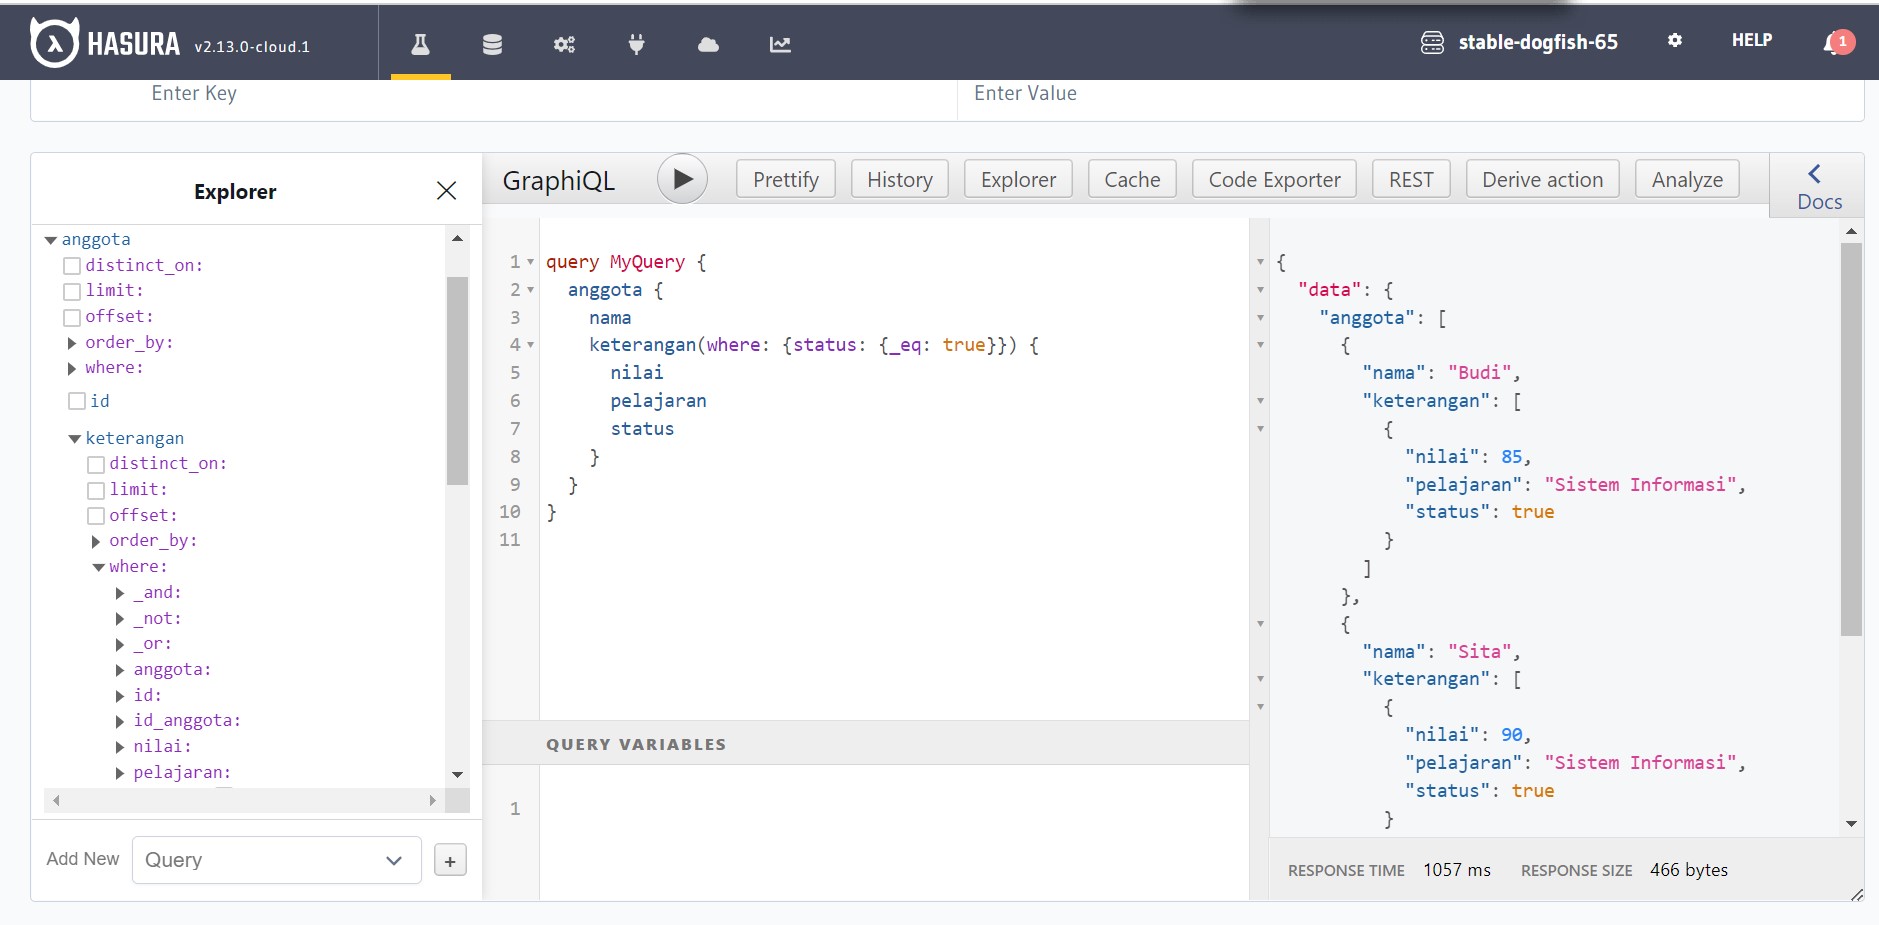 HASURA v2.13.0-cloud.1
stable-dogfish-65 HELP 1
Enter Key Enter Value
Explorer
anggota
distinct_on:
limit:
offset:
order_by:
where:
id
keterangan
distinct_on:
limit:
offset:
order_by:
where:
_and:
_not:
_or:
anggota:
id:
id_anggota:
nilai:
pelajaran:
Add New Query +
GraphiQL Prettify History Explorer Cache Code Exporter REST Derive action Analyze Docs
1 query MyQuery {
2 anggota {
3 nama
4 keterangan(where: {status: {_eq: true}}) {
5 nilai
6 pelajaran
7 status
8 }
9 }
10 }
11
QUERY VARIABLES
1
{
"data": {
"anggota": [
{
"nama": "Budi",
"keterangan": [
{
"nilai": 85,
"pelajaran": "Sistem Informasi",
"status": true
}
]
},
{
"nama": "Sita",
"keterangan": [
{
"nilai": 90,
"pelajaran": "Sistem Informasi",
"status": true
}
RESPONSE TIME 1057 ms RESPONSE SIZE 466 bytes